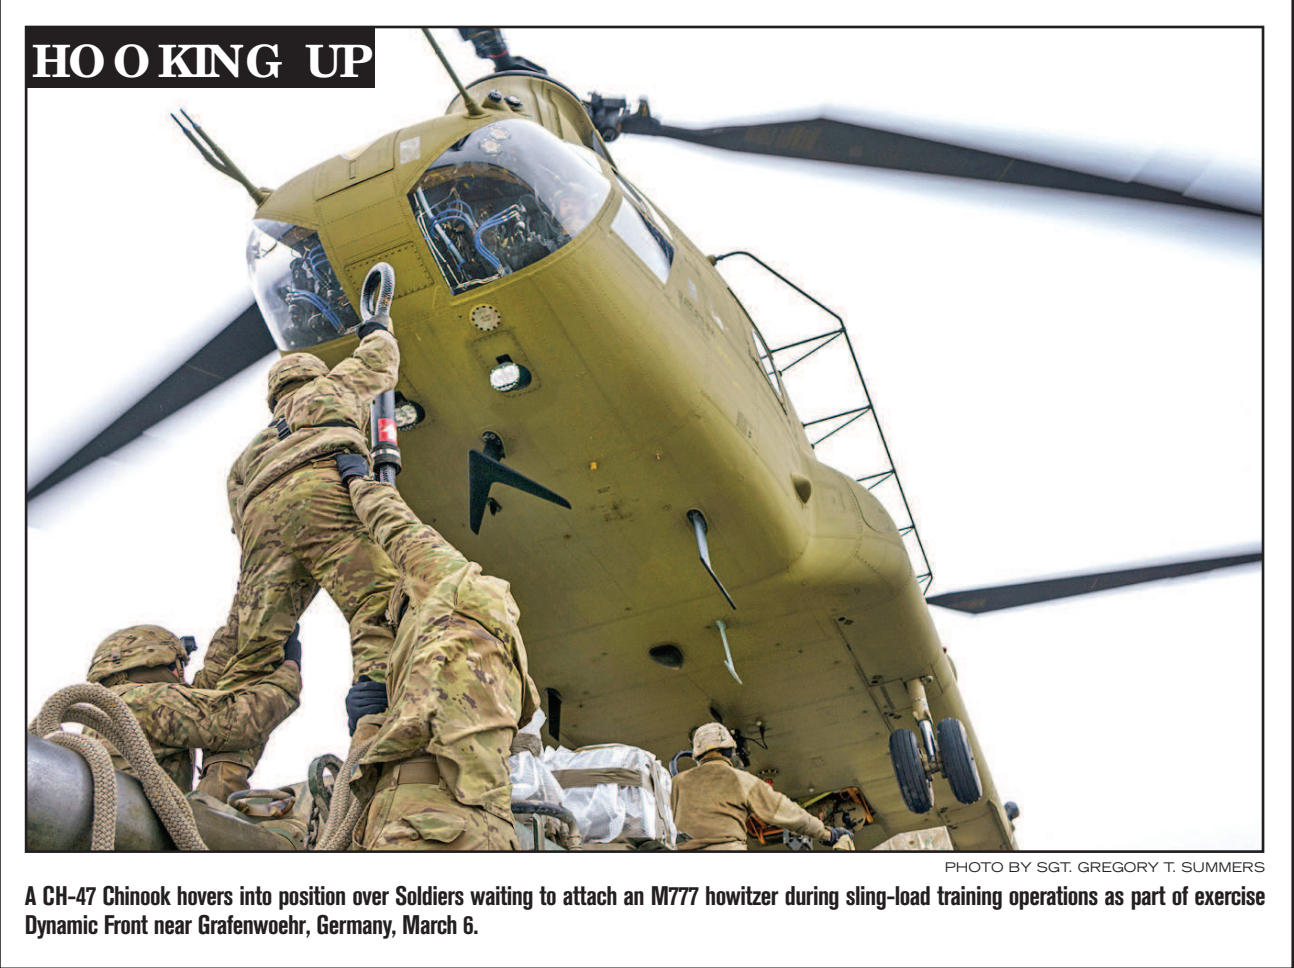 HOOKING UP
PHOTO BY SGT. GREGORY T. SUMMERS
A CH-47 Chinook hovers into position over Soldiers waiting to attach an M777 howitzer during sling-load training operations as part of exercise
Dynamic Front near Grafenwoehr, Germany, March 6.